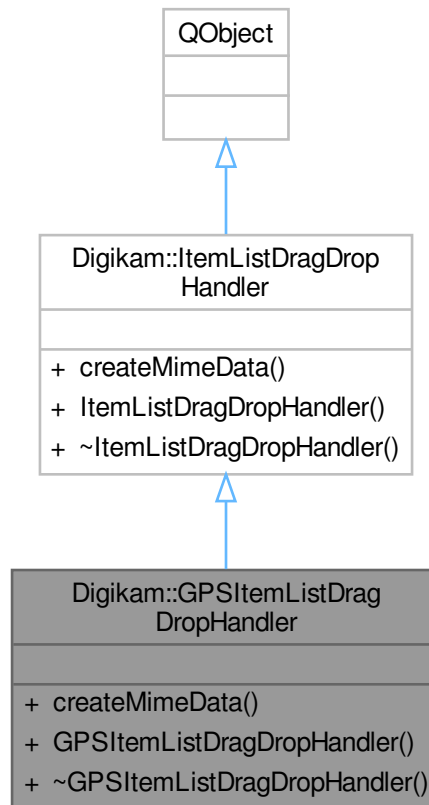 QObject
Digikam::ItemListDragDrop
Handler
+ createMimeData()
+ ItemListDragDropHandler()
+ ~ItemListDragDropHandler()
Digikam::GPSItemListDrag
DropHandler
+ createMimeData()
+ GPSItemListDragDropHandler()
+ ~GPSItemListDragDropHandler()